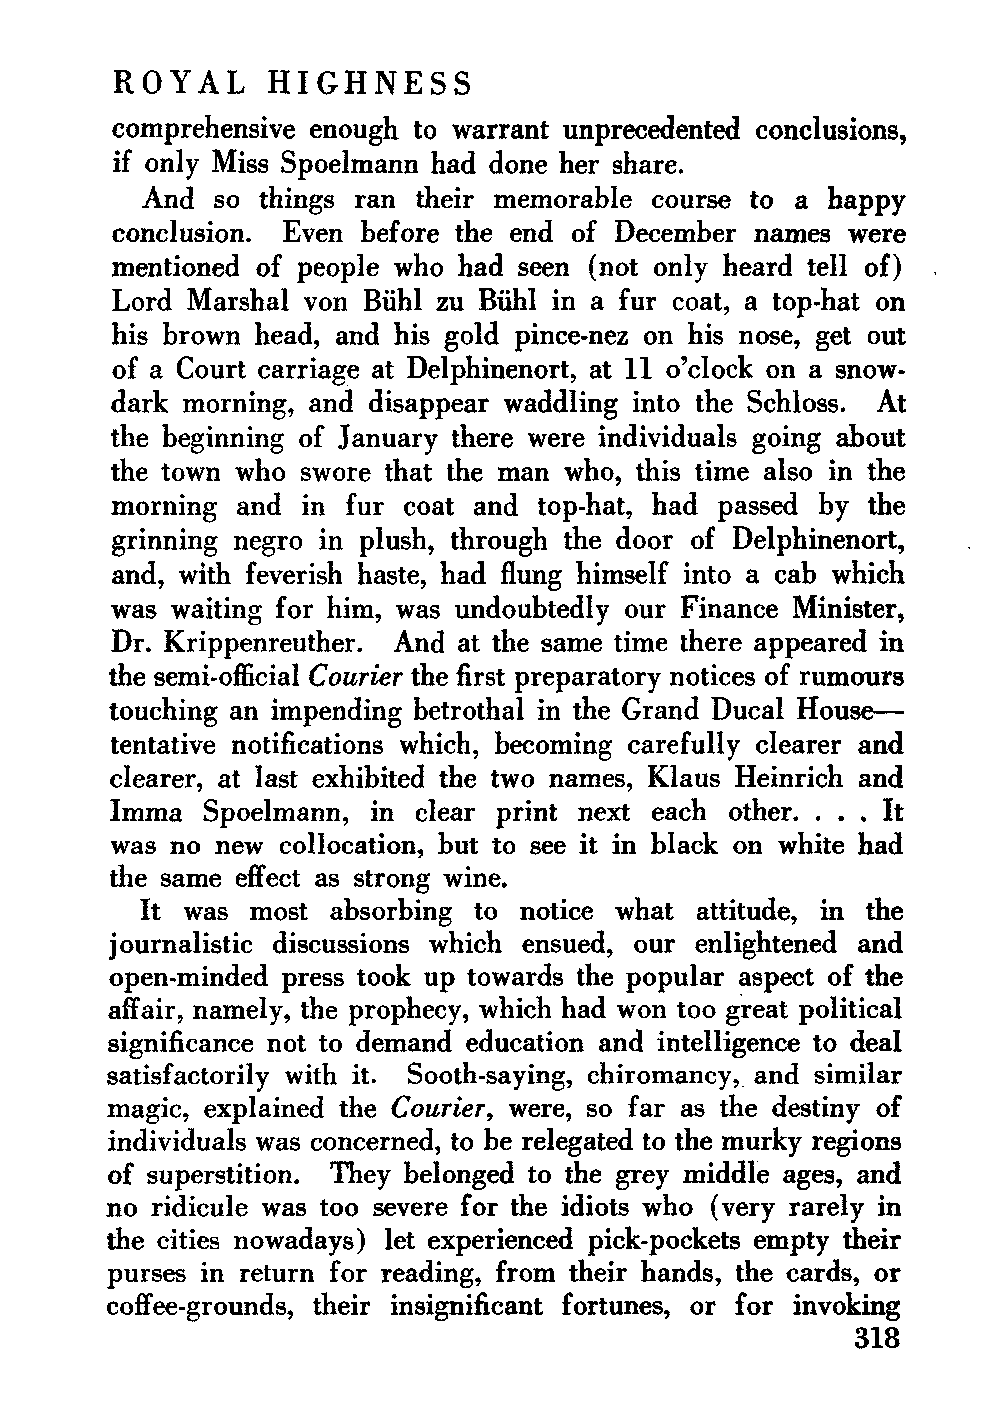 ROYAL HIGHNESS
comprehensive enough to warrant unprecedented conclusions,
if only Miss Spoelmann had done her share.
And so things ran their memorable course to a happy
conclusion. Even before the end of December names were
mentioned of people who had seen (not only heard tell of)
Lord Marshal von Bühl zu Bühl in a fur coat, a top-hat on
his brown head, and his gold pince-nez on his nose, get out
of a Court carriage at Delphinenort, at 11 o'clock on a snow-
dark morning, and disappear waddling into the Schloss. At
the beginning of January there were individuals going about
the town who swore that the man who, this time also in the
morning and in fur coat and top-hat, had passed by the
grinning negro in plush, through the door of Delphinenort,
and, with feverish haste, had flung himself into a cab which
was waiting for him, was undoubtedly our Finance Minister,
Dr. Krippenreuther. And at the same time there appeared in
the semi-official Courier the first preparatory notices of rumours
touching an impending betrothal in the Grand Ducal House—
tentative notifications which, becoming carefully clearer and
clearer, at last exhibited the two names, Klaus Heinrich and
Imma Spoelmann, in clear print next each other. . . . It
was no new collocation, but to see it in black on white had
the same effect as strong wine.
It was most absorbing to notice what attitude, in the
journalistic discussions which ensued, our enlightened and
open-minded press took up towards the popular aspect of the
affair, namely, the prophecy, which had won too great political
significance not to demand education and intelligence to deal
satisfactorily with it. Sooth-saying, chiromancy, and similar
magic, explained the Courier, were, so far as the destiny of
individuals was concerned, to be relegated to the murky regions
of superstition. They belonged to the grey middle ages, and
no ridicule was too severe for the idiots who (very rarely in
the cities nowadays) let experienced pick-pockets empty their
purses in return for reading, from their hands, the cards, or
coffee-grounds, their insignificant fortunes, or for invoking
318